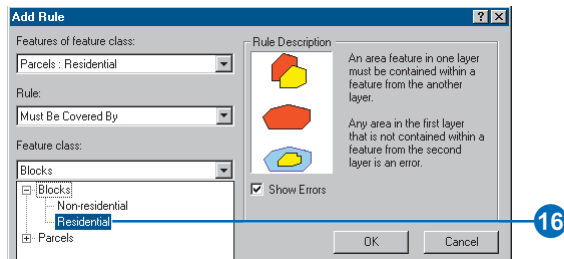 Add Rule
Features of feature class:
Parcels : Residential
Rule:
Must Be Covered By
Feature class:
Blocks
Blocks
Non-residential
Residential
Parcels
Rule Description
An area feature in one layer
must be contained within a
feature from the another
layer.
Any area in the first layer
that is not contained within a
feature from the second
layer is an error.
Show Errors
OK
Cancel
16